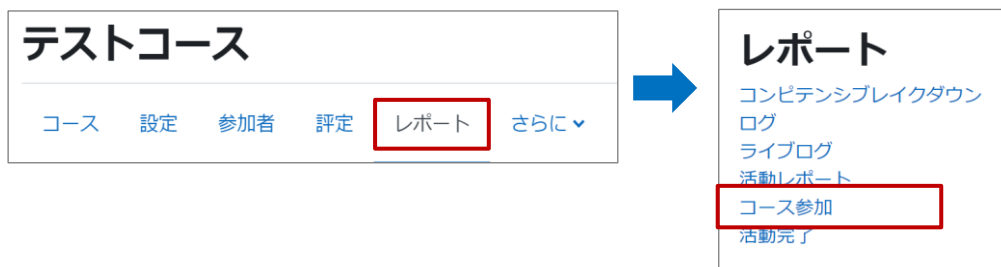 テストコース
コース 設定 参加者 評定 レポート さらに
レポート
コンピテンシブレイクダウン
ログ
ライブログ
活動レポート
コース参加
活動完了